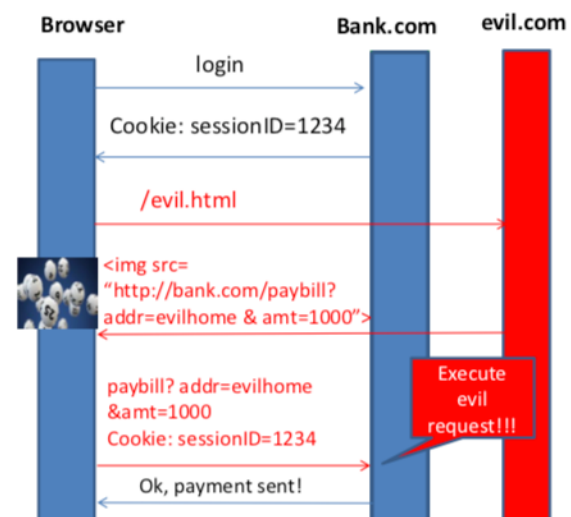 Browser
Bank.com
evil.com
login
Cookie: sessionID=1234
/evil.html
<img src=
“http://bank.com/paybill?
addr=evilhome & amt=1000”>
Execute
evil
request!!!
paybill? addr=evilhome
&amt=1000
Cookie: sessionID=1234
Ok, payment sent!